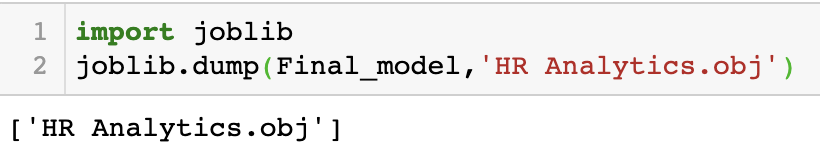 1 import joblib
2 joblib.dump(Final_model,'HR Analytics.obj')
['HR Analytics.obj']